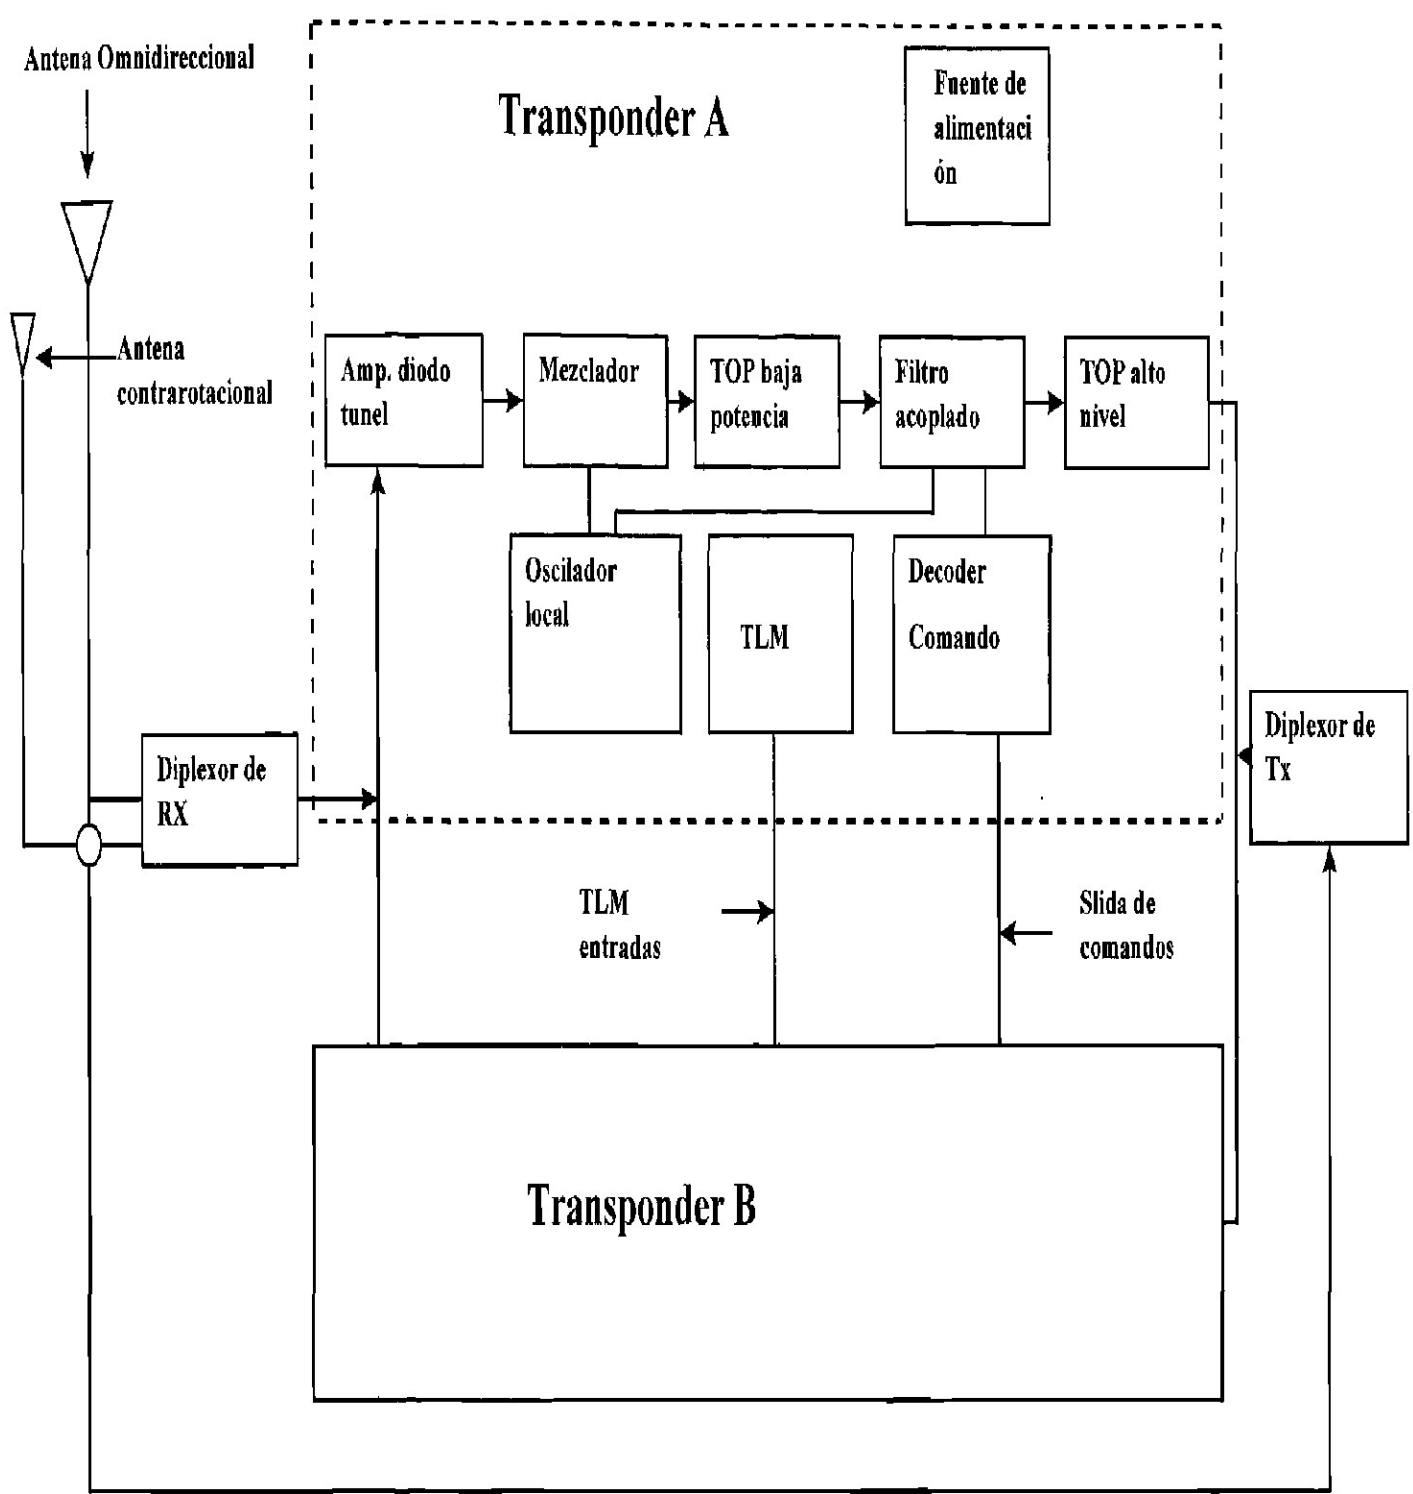 Antena Omnidireccional
Transponder A
Fuente de
alimentaci
ón
Antena
contrarotacional
Amp. diodo
tunel
Mezclador
TOP baja
potencia
Filtro
acoplado
TOP alto
nivel
Oscilador
local
TLM
Decoder
Comando
Diplexor de
RX
Diplexor de
Tx
TLM
entradas
Slida de
comandos
Transponder B